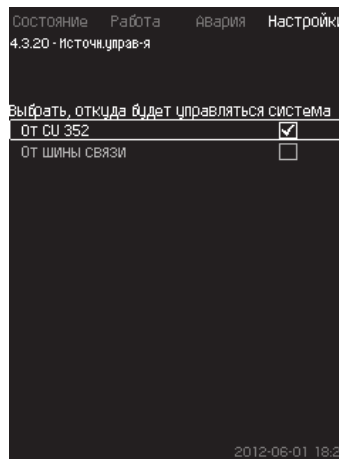 Состояние Работа Авария Настройки
4.3.20 - Источн.управ-я
Выбрать, откуда будет управляться система
От CU 352
От шины связи
2012-06-01 18:2